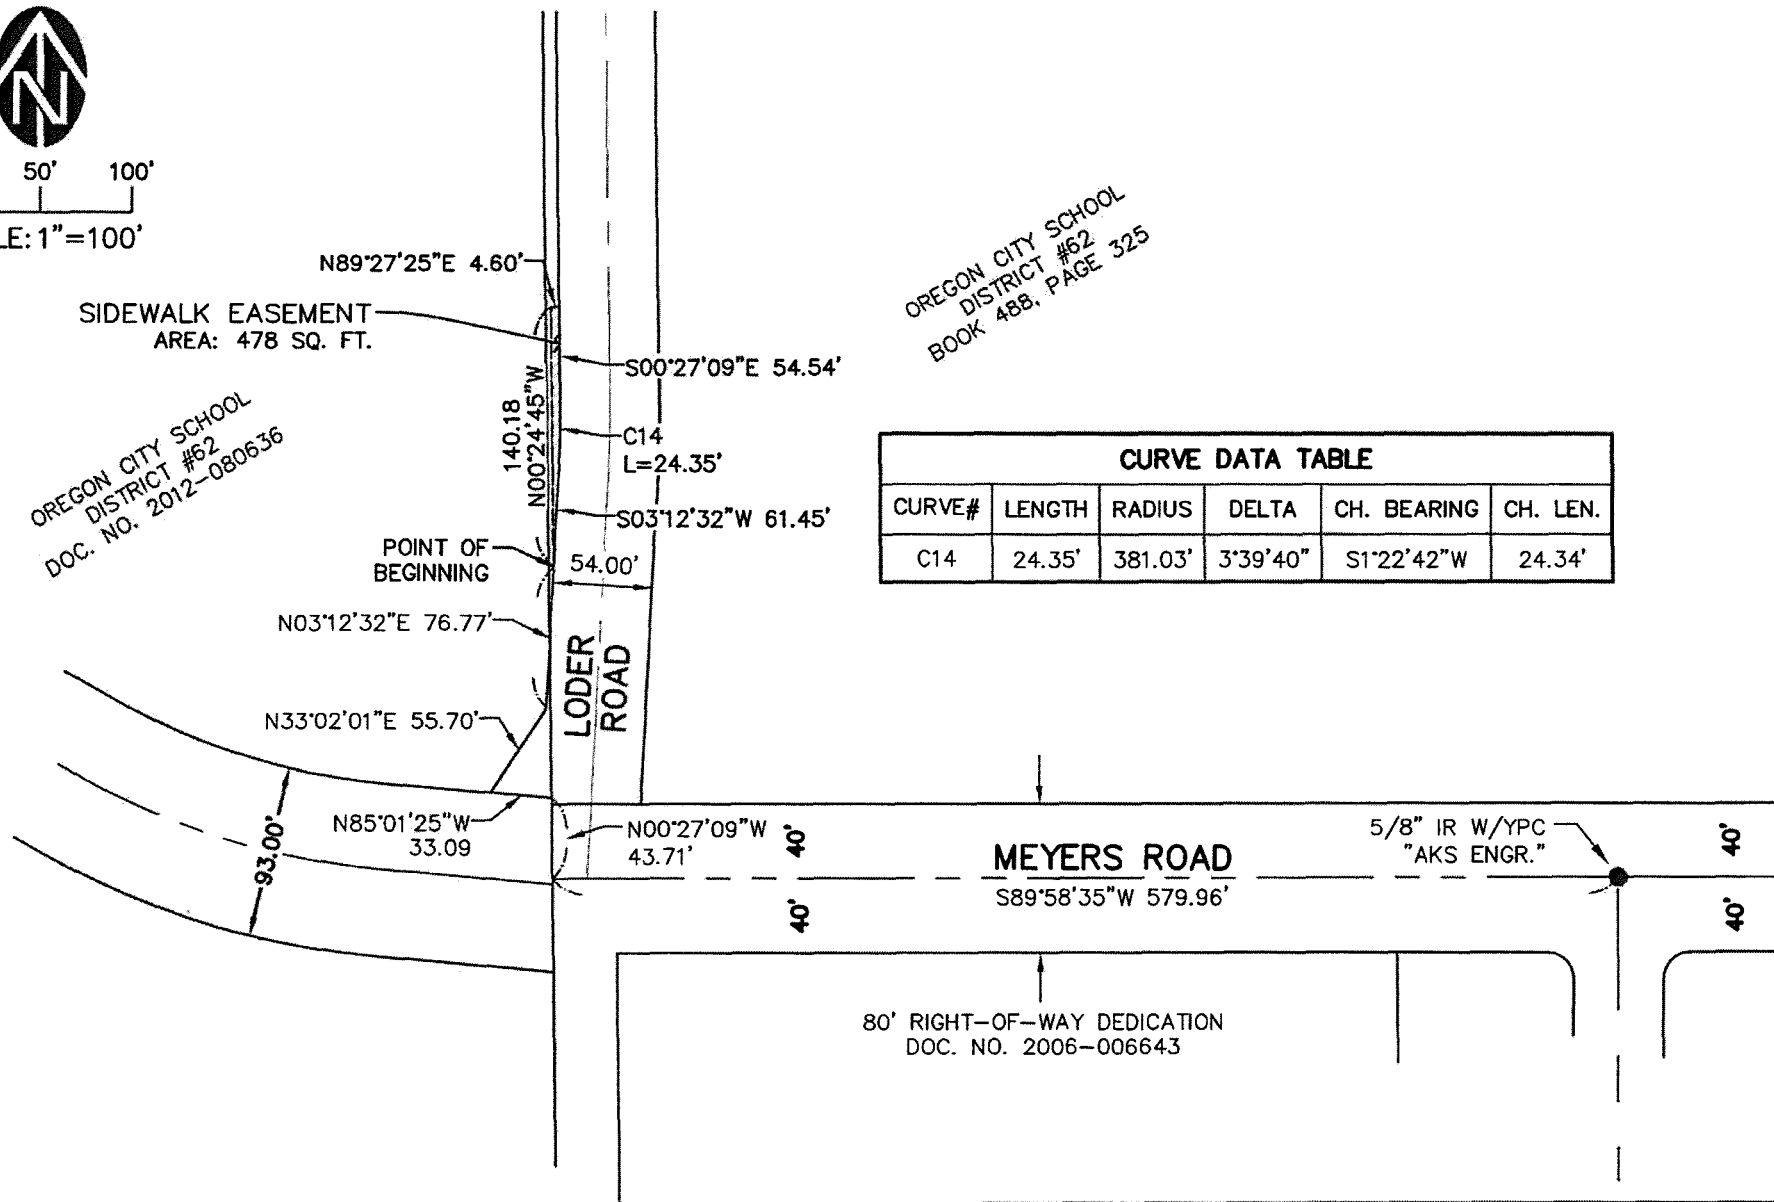 N
50' 100'
LE: 1"=100'
N89°27'25"E 4.60'
SIDEWALK EASEMENT
AREA: 478 SQ. FT.
OREGON CITY SCHOOL
DISTRICT #62
BOOK 488, PAGE 325
S00°27'09"E 54.54'
140.18
N00°24'45"W
C14
L=24.35'
OREGON CITY SCHOOL
DISTRICT #62
DOC. NO. 2012-080636
S03°12'32"W 61.45'
POINT OF
BEGINNING
54.00'
CURVE DATA TABLE
CURVE# LENGTH RADIUS DELTA CH. BEARING CH. LEN.
C14 24.35' 381.03' 3°39'40" S1°22'42"W 24.34'
N03°12'32"E 76.77'
LODER
ROAD
N33°02'01"E 55.70'
93.00'
N85°01'25"W
33.09
N00°27'09"W
43.71'
40'
40'
MEYERS ROAD
S89°58'35"W 579.96'
5/8" IR W/YPC
"AKS ENGR."
40'
40'
80' RIGHT-OF-WAY DEDICATION
DOC. NO. 2006-006643